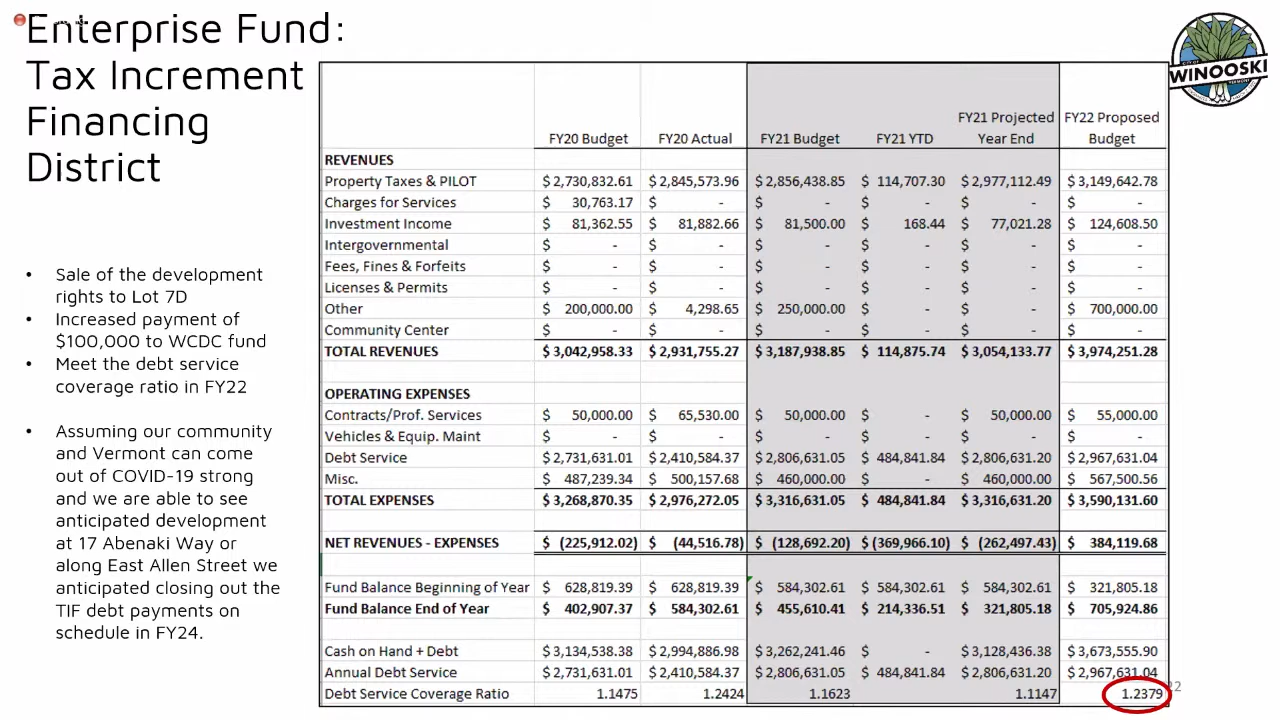 Enterprise Fund:
Tax Increment
Financing
District
WINOOSKI
• Sale of the development
rights to Lot 7D
• Increased payment of
$100,000 to WCDC fund
• Meet the debt service
coverage ratio in FY22
• Assuming our community
and Vermont can come
out of COVID-19 strong
and we are able to see
anticipated development
at 17 Abenaki Way or
along East Allen Street we
anticipated closing out the
TIF debt payments on
schedule in FY24.
FY20 Budget FY20 Actual FY21 Budget FY21 YTD FY21 Projected Year End FY22 Proposed Budget
REVENUES
Property Taxes & PILOT $ 2,730,832.61 $ 2,845,573.96 $ 2,856,438.85 $ 114,707.30 $ 2,977,112.49 $ 3,149,642.78
Charges for Services $ 30,763.17 $ - $ - $ - $ - $ -
Investment Income $ 81,362.55 $ 81,882.66 $ 81,500.00 $ 168.44 $ 77,021.28 $ 124,608.50
Intergovernmental $ - $ - $ - $ - $ - $ -
Fees, Fines & Forfeits $ - $ - $ - $ - $ - $ -
Licenses & Permits $ - $ - $ - $ - $ - $ -
Other $ 200,000.00 $ 4,298.65 $ 250,000.00 $ - $ - $ 700,000.00
Community Center $ - $ - $ - $ - $ - $ -
TOTAL REVENUES $ 3,042,958.33 $ 2,931,755.27 $ 3,187,938.85 $ 114,875.74 $ 3,054,133.77 $ 3,974,251.28
OPERATING EXPENSES
Contracts/Prof. Services $ 50,000.00 $ 65,530.00 $ 50,000.00 $ - $ 50,000.00 $ 55,000.00
Vehicles & Equip. Maint $ - $ - $ - $ - $ - $ -
Debt Service $ 2,731,631.01 $ 2,410,584.37 $ 2,806,631.05 $ 484,841.84 $ 2,806,631.20 $ 2,967,631.04
Misc. $ 487,239.34 $ 500,157.68 $ 460,000.00 $ - $ 460,000.00 $ 567,500.56
TOTAL EXPENSES $ 3,268,870.35 $ 2,976,272.05 $ 3,316,631.05 $ 484,841.84 $ 3,316,631.20 $ 3,590,131.60
NET REVENUES - EXPENSES $ (225,912.02) $ (44,516.78) $ (128,692.20) $ (369,966.10) $ (262,497.43) $ 384,119.68
Fund Balance Beginning of Year $ 628,819.39 $ 628,819.39 $ 584,302.61 $ 584,302.61 $ 584,302.61 $ 321,805.18
Fund Balance End of Year $ 402,907.37 $ 584,302.61 $ 455,610.41 $ 214,336.51 $ 321,805.18 $ 705,924.86
Cash on Hand + Debt $ 3,134,538.38 $ 2,994,886.98 $ 3,262,241.46 $ - $ 3,128,436.38 $ 3,673,555.90
Annual Debt Service $ 2,731,631.01 $ 2,410,584.37 $ 2,806,631.05 $ 484,841.84 $ 2,806,631.20 $ 2,967,631.04
Debt Service Coverage Ratio 1.1475 1.2424 1.1623 1.1147 1.2379